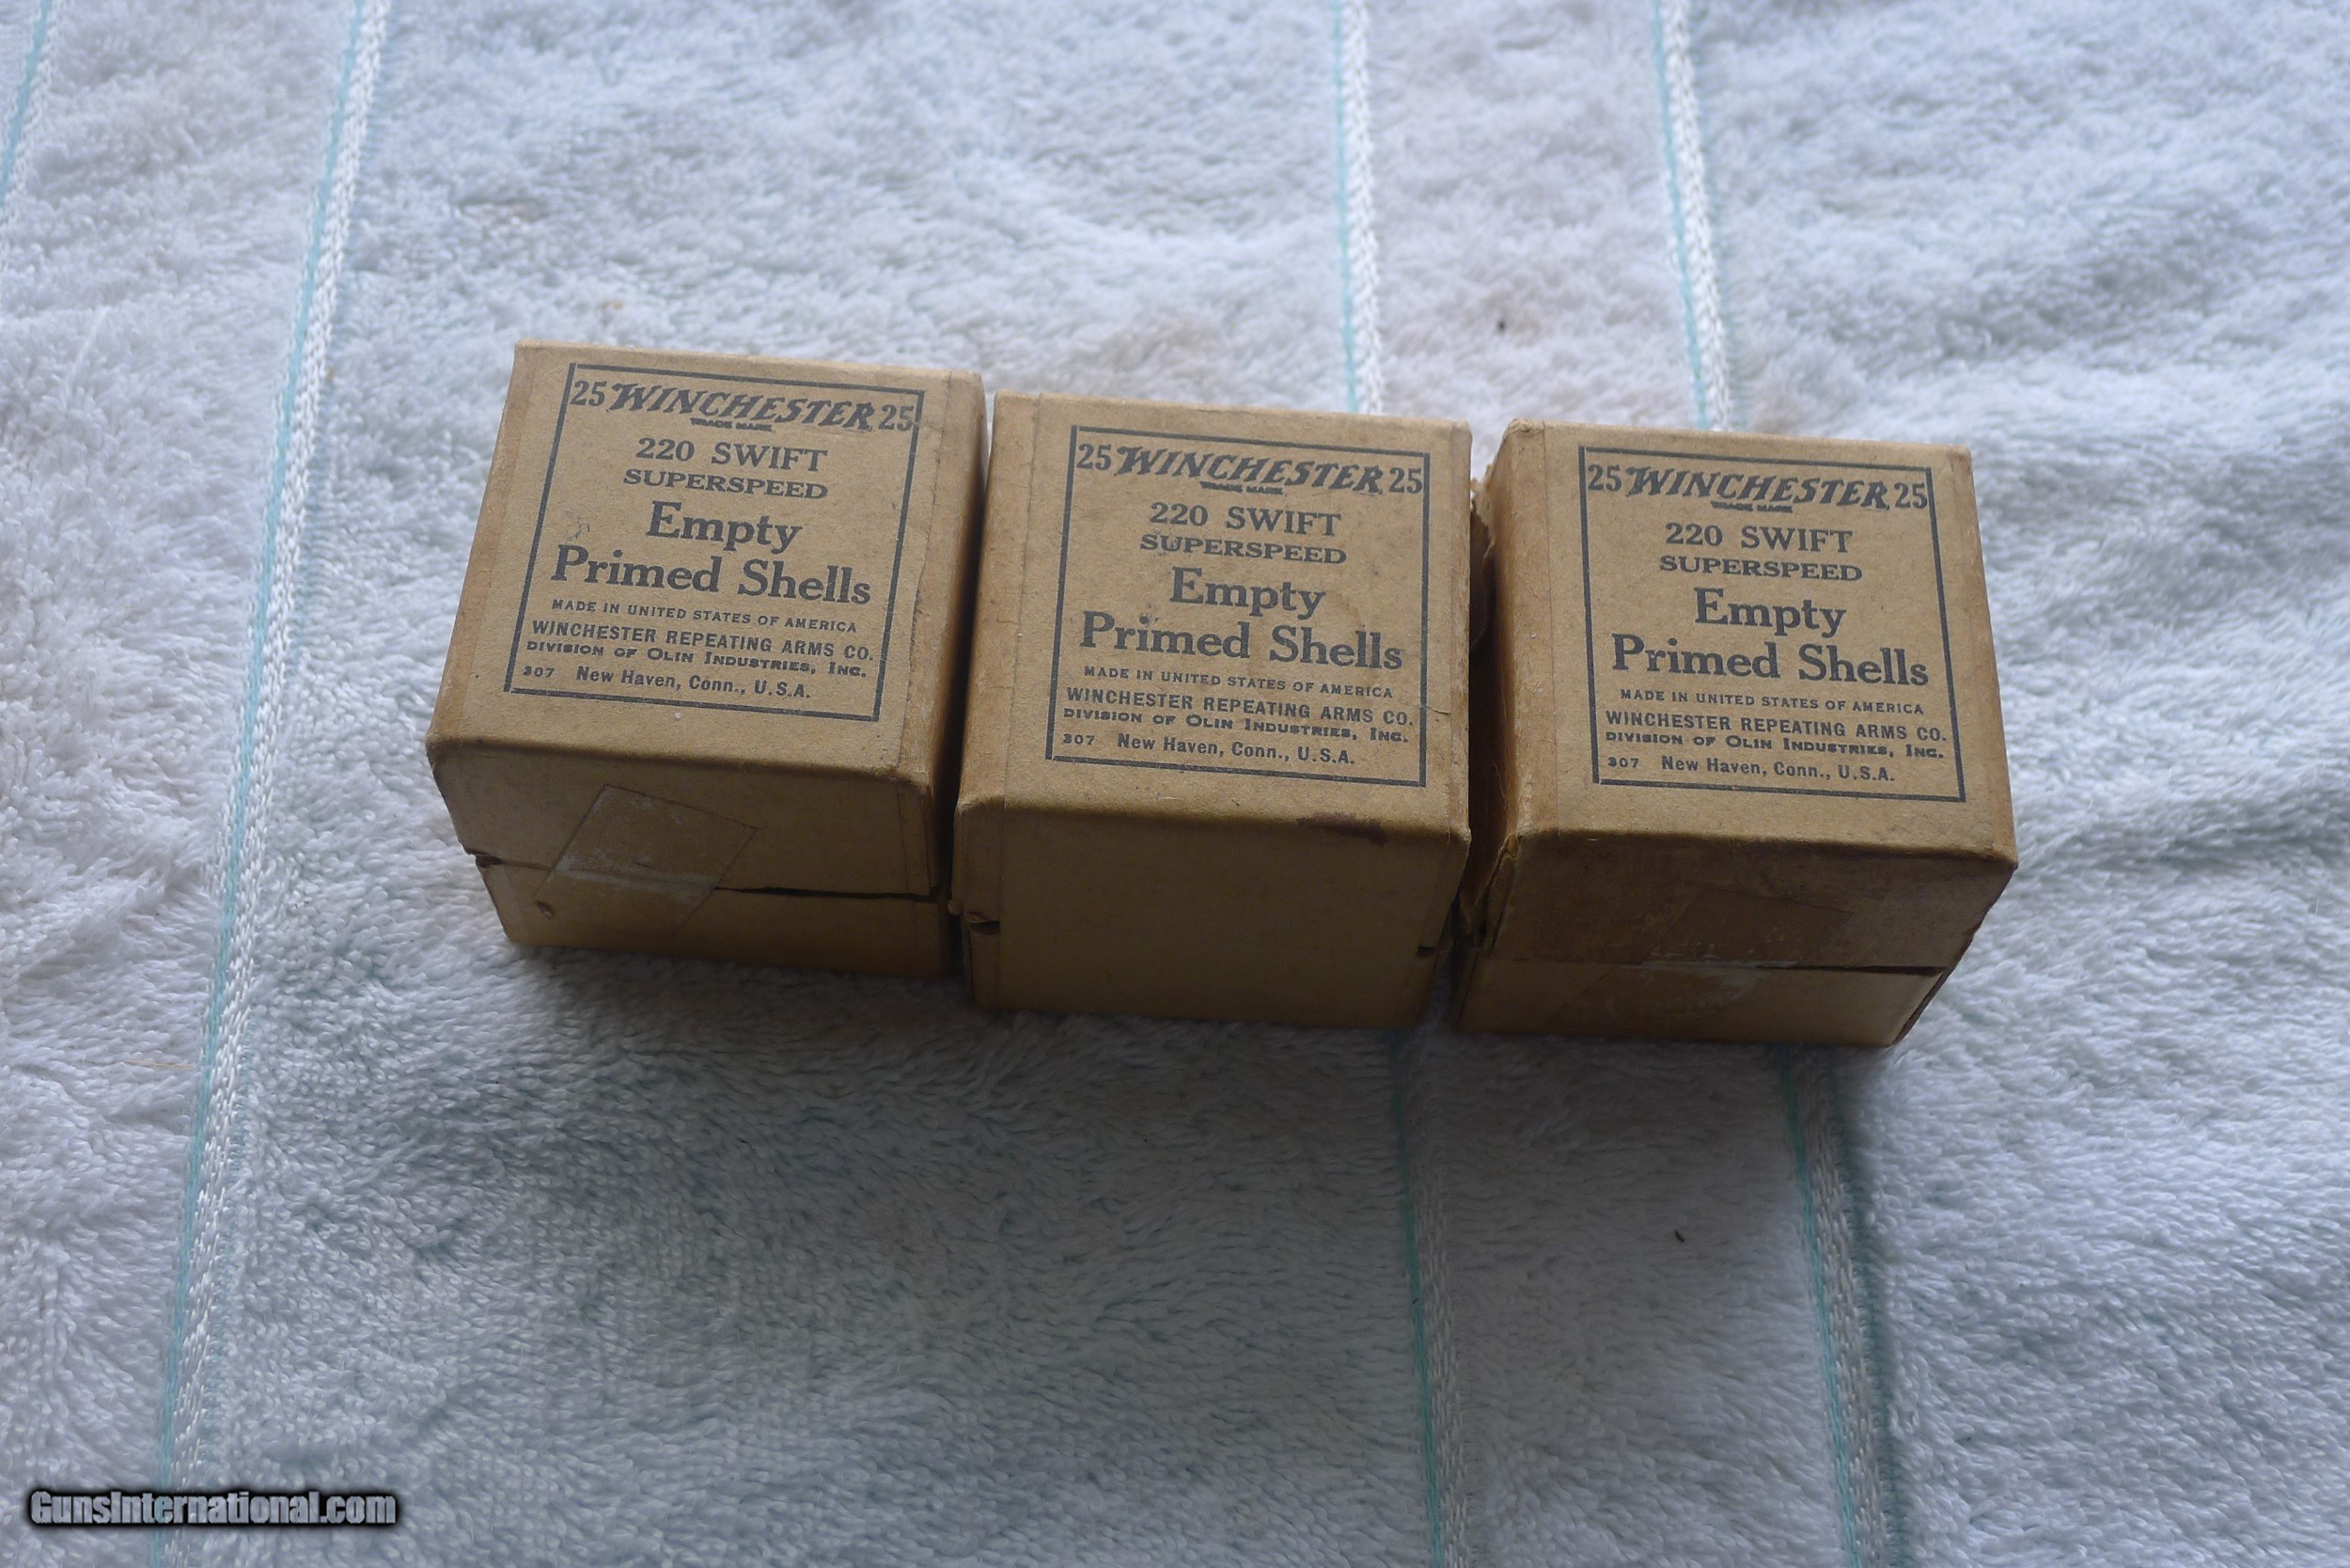 25 WINCHESTER 25
TRADE MARK
220 SWIFT
SUPERSPEED
Empty
Primed Shells
MADE IN UNITED STATES OF AMERICA
WINCHESTER REPEATING ARMS CO.
DIVISION OF OLIN INDUSTRIES, INC.
307 New Haven, Conn., U.S.A.
25 WINCHESTER 25
TRADE MARK
220 SWIFT
SUPERSPEED
Empty
Primed Shells
MADE IN UNITED STATES OF AMERICA
WINCHESTER REPEATING ARMS CO.
DIVISION OF OLIN INDUSTRIES, INC.
307 New Haven, Conn., U.S.A.
25 WINCHESTER 25
TRADE MARK
220 SWIFT
SUPERSPEED
Empty
Primed Shells
MADE IN UNITED STATES OF AMERICA
WINCHESTER REPEATING ARMS CO.
DIVISION OF OLIN INDUSTRIES, INC.
307 New Haven, Conn., U.S.A.
GunsInternational.com